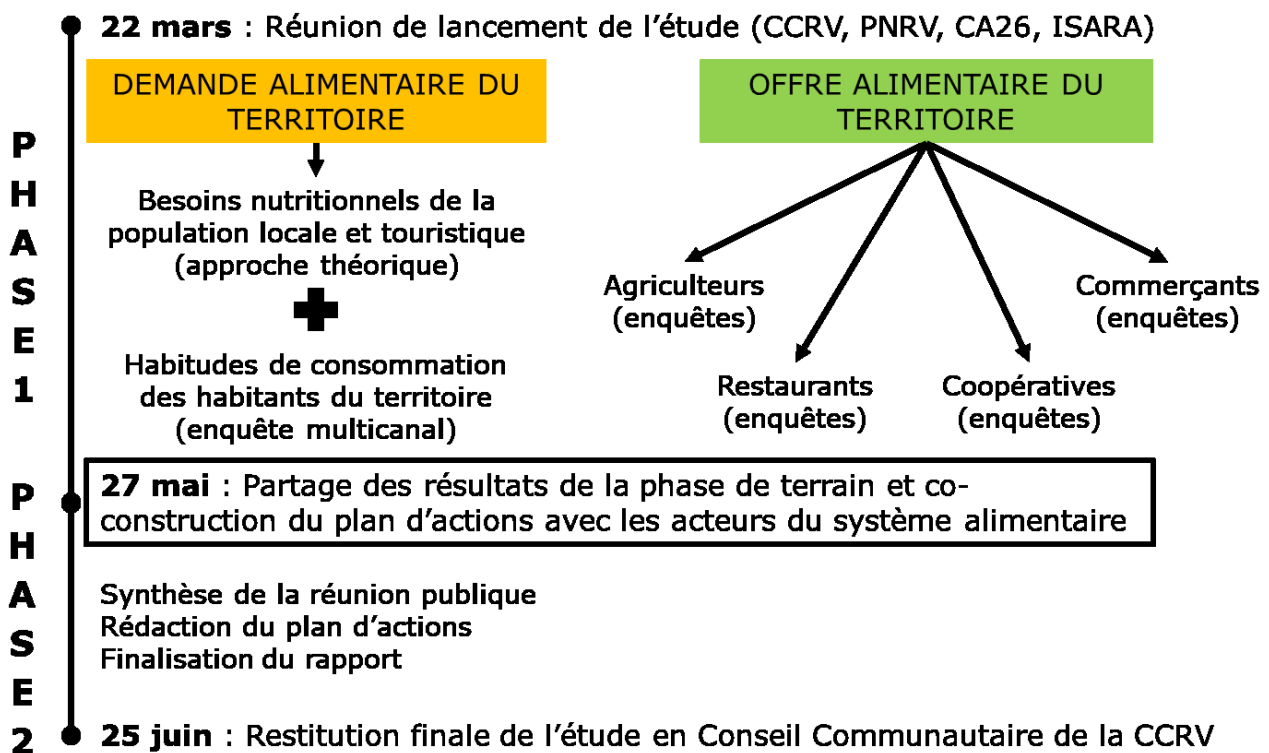 22 mars : Réunion de lancement de l'étude (CCRV, PNRV, CA26, ISARA)
PHASE 1
DEMANDE ALIMENTAIRE DU
TERRITOIRE
Besoins nutritionnels de la
population locale et touristique
(approche théorique)
Habitudes de consommation
des habitants du territoire
(enquête multicanal)
OFFRE ALIMENTAIRE DU
TERRITOIRE
Agriculteurs
(enquêtes)
Restaurants
(enquêtes)
Coopératives
(enquêtes)
Commerçants
(enquêtes)
PHASE 2
27 mai : Partage des résultats de la phase de terrain et co-
construction du plan d'actions avec les acteurs du système alimentaire
Synthèse de la réunion publique
Rédaction du plan d'actions
Finalisation du rapport
25 juin : Restitution finale de l'étude en Conseil Communautaire de la CCRV